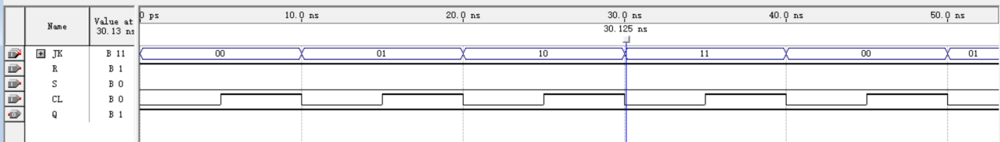 0 ps 10.0 ns 20.0 ns 30.0 ns 40.0 ns 50.0 ns
Name Value at 30.13 ns
30.125 ns
JK B 11 00 01 10 11 00 01
R B 1
S B 0
CL B 0
Q B 1